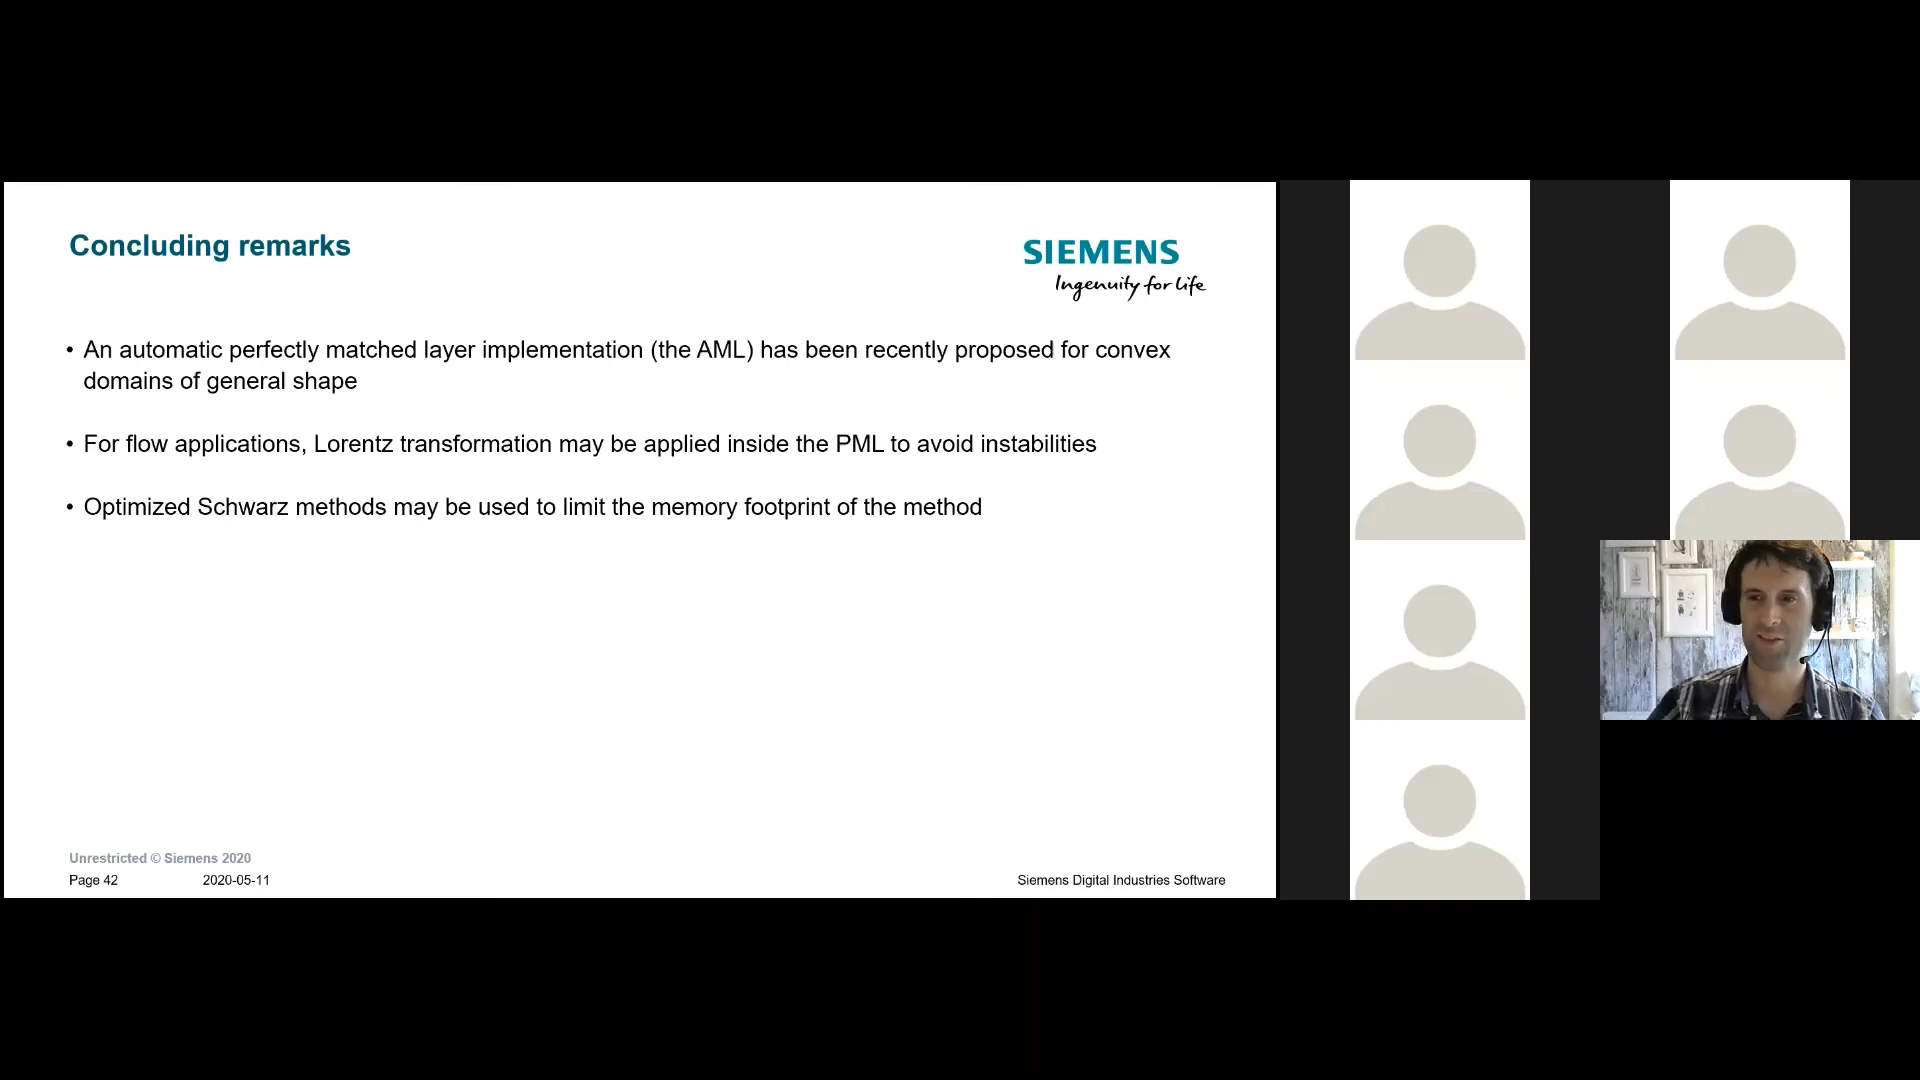 Concluding remarks
SIEMENS
Ingenuity for life
• An automatic perfectly matched layer implementation (the AML) has been recently proposed for convex
domains of general shape
• For flow applications, Lorentz transformation may be applied inside the PML to avoid instabilities
• Optimized Schwarz methods may be used to limit the memory footprint of the method
Unrestricted © Siemens 2020
Page 42 2020-05-11 Siemens Digital Industries Software